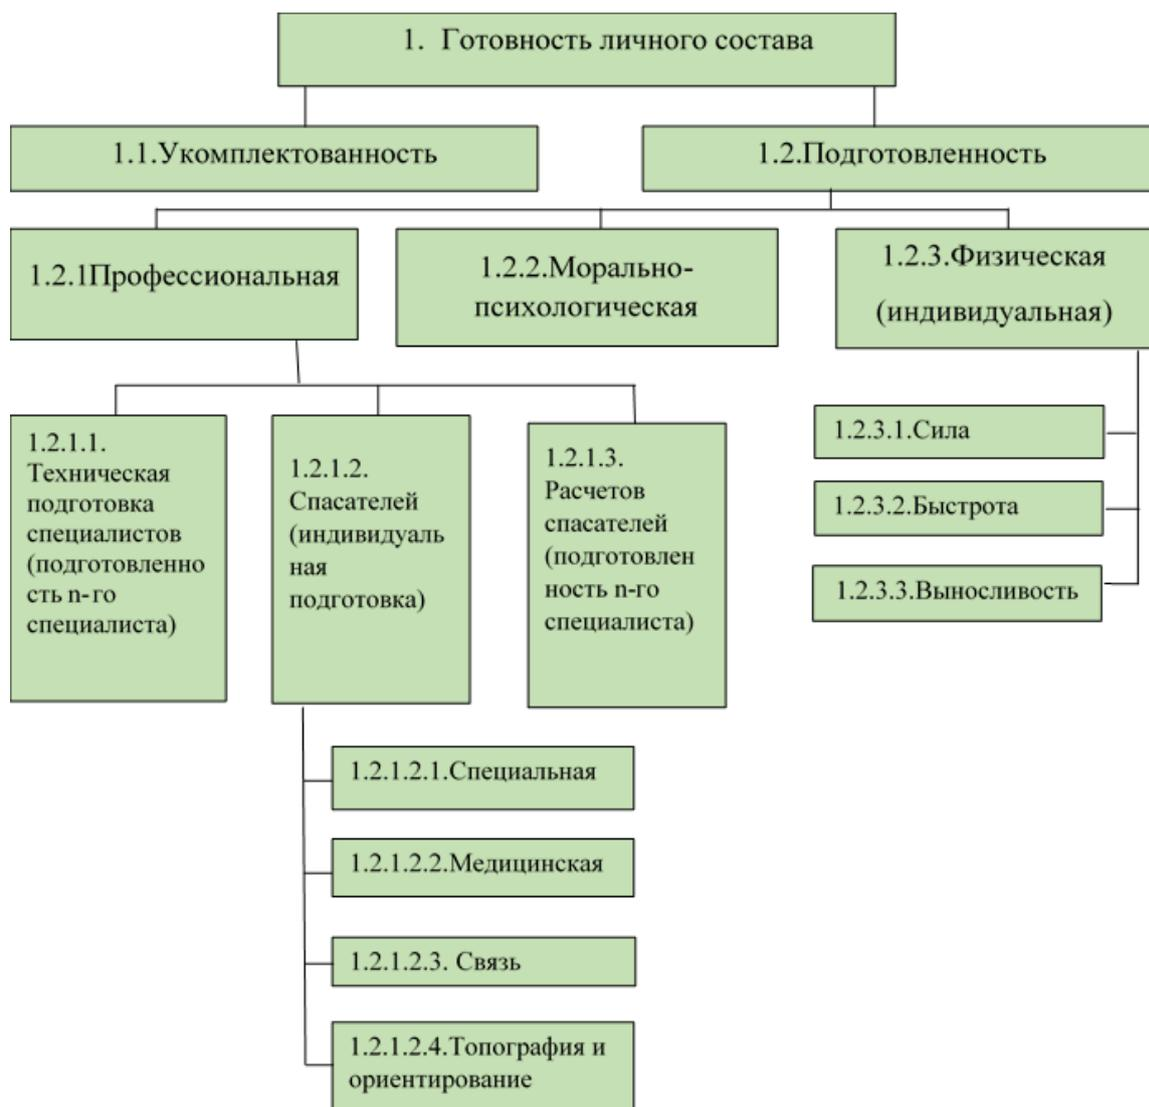 1. Готовность личного состава
1.1.Укомплектованность
1.2.Подготовленность
1.2.1Профессиональная
1.2.2.Морально-
психологическая
1.2.3.Физическая
(индивидуальная)
1.2.1.1.
Техническая
подготовка
специалистов
(подготовленно
сть n-го
специалиста)
1.2.1.2.
Спасателей
(индивидуаль
ная
подготовка)
1.2.1.3.
Расчетов
спасателей
(подготовлен
ность n-го
специалиста)
1.2.3.1.Сила
1.2.3.2.Быстрота
1.2.3.3.Выносливость
1.2.1.2.1.Специальная
1.2.1.2.2.Медицинская
1.2.1.2.3. Связь
1.2.1.2.4.Топография и
ориентирование